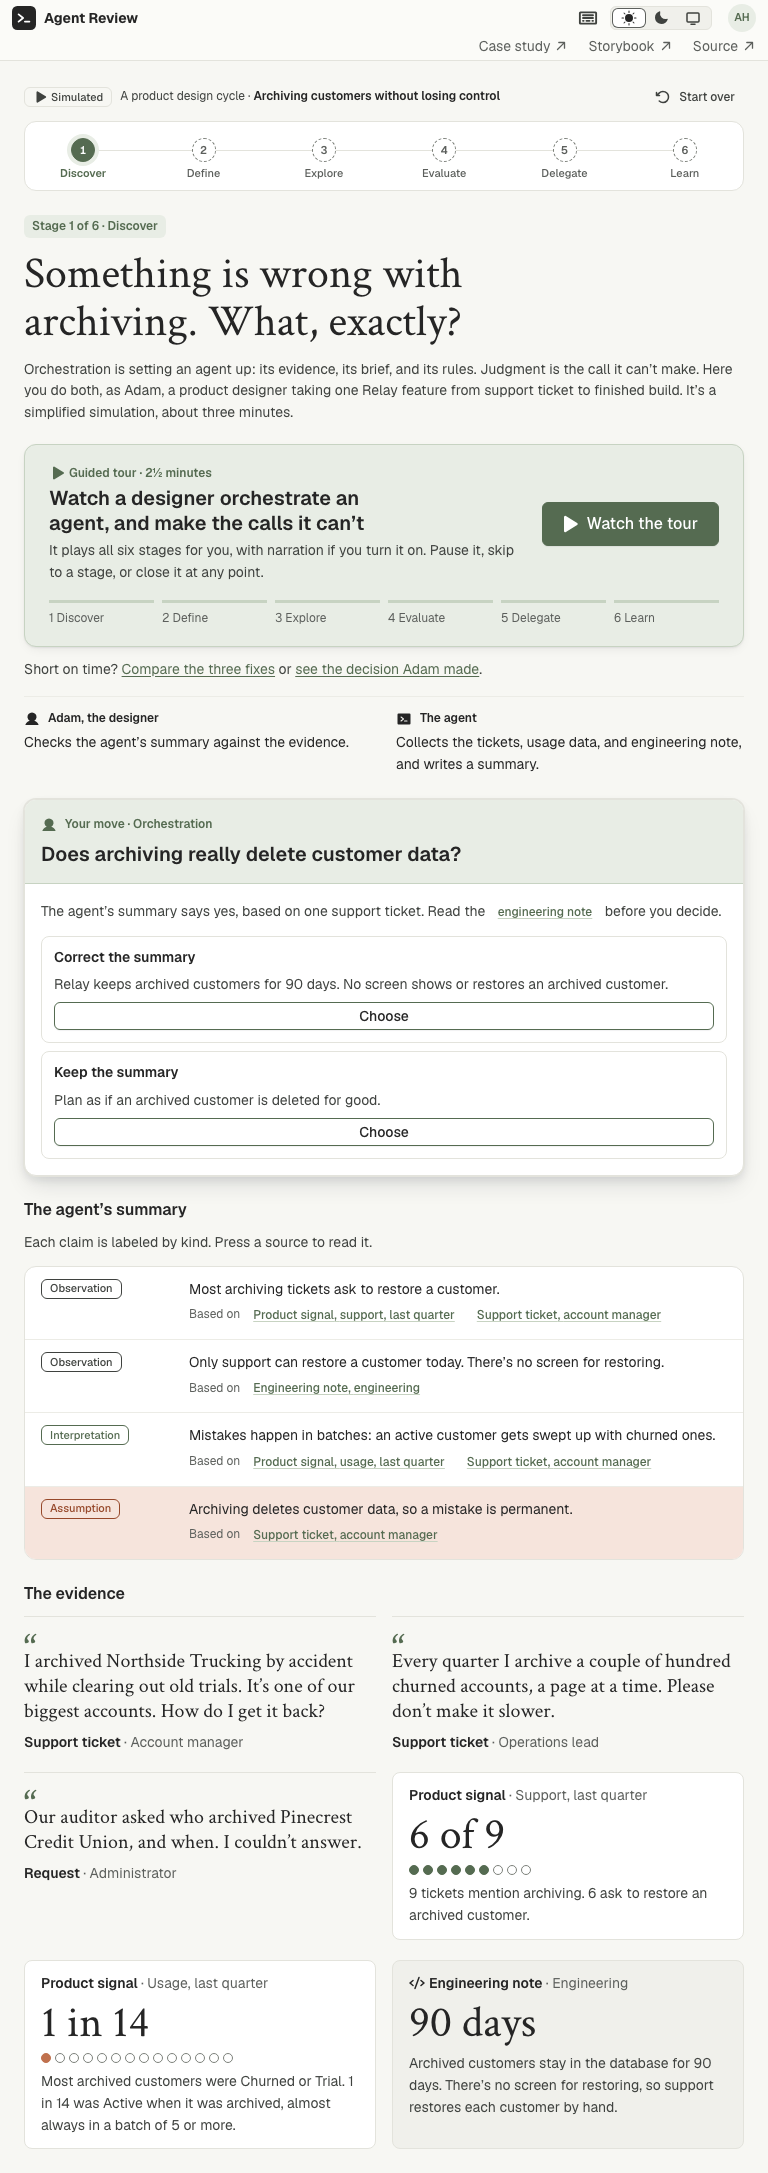 Agent Review
AH
Case study
Storybook
Source
Simulated
A product design cycle · Archiving customers without losing control
Start over
1
2
3
4
5
6
Discover
Define
Explore
Evaluate
Delegate
Learn
Stage 1 of 6 · Discover
Something is wrong with
archiving. What, exactly?
Orchestration is setting an agent up: its evidence, its brief, and its rules. Judgment is the call it can’t make. Here
you do both, as Adam, a product designer taking one Relay feature from support ticket to finished build. It’s a
simplified simulation, about three minutes.
Guided tour · 2½ minutes
Watch a designer orchestrate an
agent, and make the calls it can’t
It plays all six stages for you, with narration if you turn it on. Pause it, skip
to a stage, or close it at any point.
Watch the tour
1 Discover
2 Define
3 Explore
4 Evaluate
5 Delegate
6 Learn
Short on time? Compare the three fixes or see the decision Adam made.
Adam, the designer
Checks the agent’s summary against the evidence.
The agent
Collects the tickets, usage data, and engineering note,
and writes a summary.
Your move · Orchestration
Does archiving really delete customer data?
The agent’s summary says yes, based on one support ticket. Read the engineering note before you decide.
Correct the summary
Relay keeps archived customers for 90 days. No screen shows or restores an archived customer.
Choose
Keep the summary
Plan as if an archived customer is deleted for good.
Choose
The agent’s summary
Each claim is labeled by kind. Press a source to read it.
Observation
Most archiving tickets ask to restore a customer.
Based on Product signal, support, last quarter Support ticket, account manager
Observation
Only support can restore a customer today. There’s no screen for restoring.
Based on Engineering note, engineering
Interpretation
Mistakes happen in batches: an active customer gets swept up with churned ones.
Based on Product signal, usage, last quarter Support ticket, account manager
Assumption
Archiving deletes customer data, so a mistake is permanent.
Based on Support ticket, account manager
The evidence
“
I archived Northside Trucking by accident
while clearing out old trials. It’s one of our
biggest accounts. How do I get it back?
Support ticket · Account manager
“
Every quarter I archive a couple of hundred
churned accounts, a page at a time. Please
don’t make it slower.
Support ticket · Operations lead
“
Our auditor asked who archived Pinecrest
Credit Union, and when. I couldn’t answer.
Request · Administrator
Product signal · Support, last quarter
6 of 9
9 tickets mention archiving. 6 ask to restore an
archived customer.
Product signal · Usage, last quarter
1 in 14
Most archived customers were Churned or Trial. 1
in 14 was Active when it was archived, almost
always in a batch of 5 or more.
Engineering note · Engineering
90 days
Archived customers stay in the database for 90
days. There’s no screen for restoring, so support
restores each customer by hand.